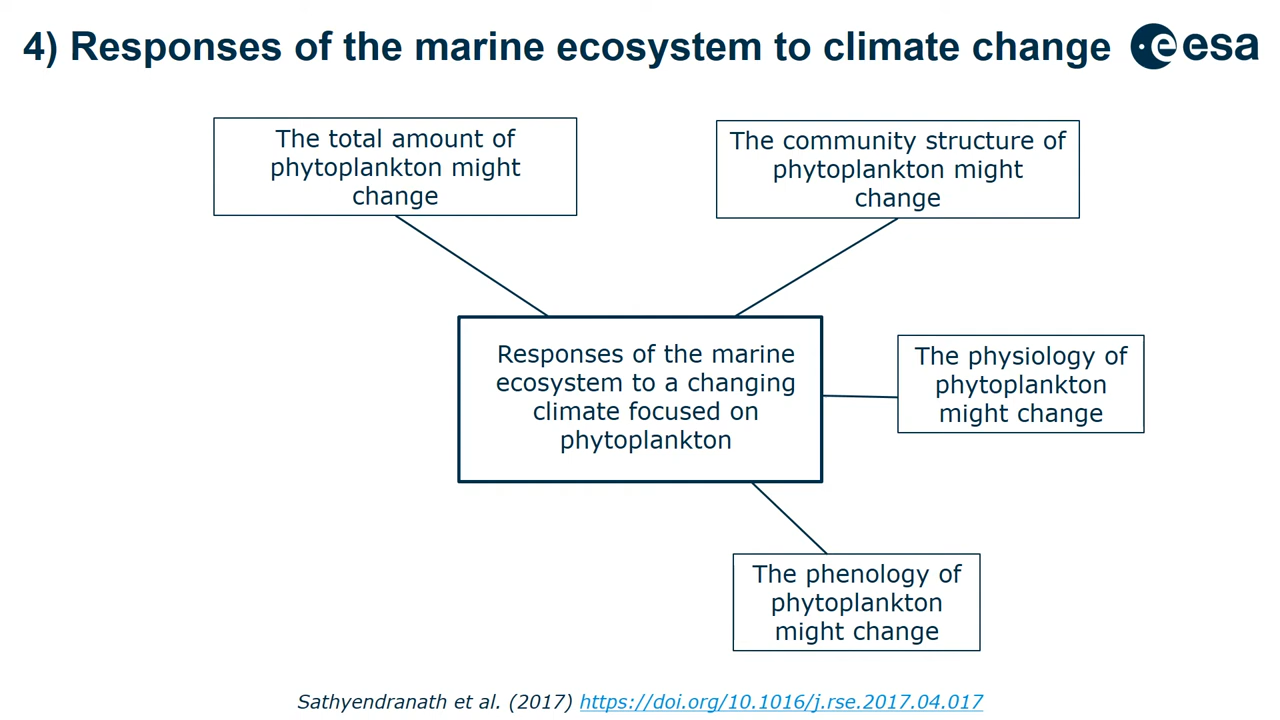 4) Responses of the marine ecosystem to climate change
esa
The total amount of
phytoplankton might
change
The community structure of
phytoplankton might
change
Responses of the marine
ecosystem to a changing
climate focused on
phytoplankton
The physiology of
phytoplankton
might change
The phenology of
phytoplankton
might change
Sathyendranath et al. (2017) https://doi.org/10.1016/j.rse.2017.04.017